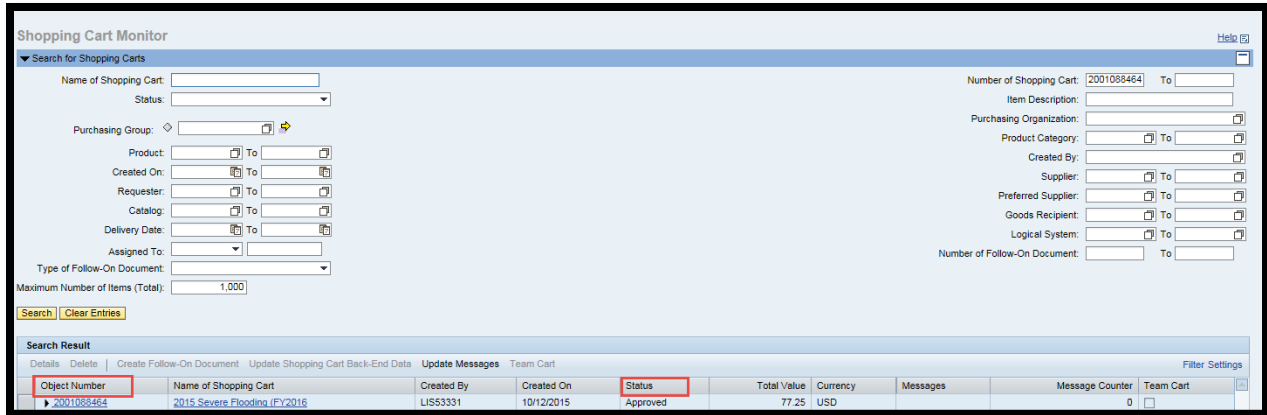 Shopping Cart Monitor
Help
Search for Shopping Carts
Name of Shopping Cart:
Number of Shopping Cart: 2001088464 To
Status:
Item Description:
Purchasing Group:
Purchasing Organization:
Product Category: To
Product: To
Created By:
Created On: To
Supplier: To
Requester: To
Preferred Supplier: To
Catalog: To
Goods Recipient: To
Delivery Date: To
Logical System: To
Assigned To:
Number of Follow-On Document: To
Type of Follow-On Document:
Maximum Number of Items (Total): 1,000
Search Clear Entries
Search Result
Details Delete | Create Follow-On Document Update Shopping Cart Back-End Data Update Messages Team Cart Filter Settings
Object Number Name of Shopping Cart Created By Created On Status Total Value Currency Messages Message Counter Team Cart
2001088464 2015 Severe Flooding (FY2016 LIS53331 10/12/2015 Approved 77.25 USD 0